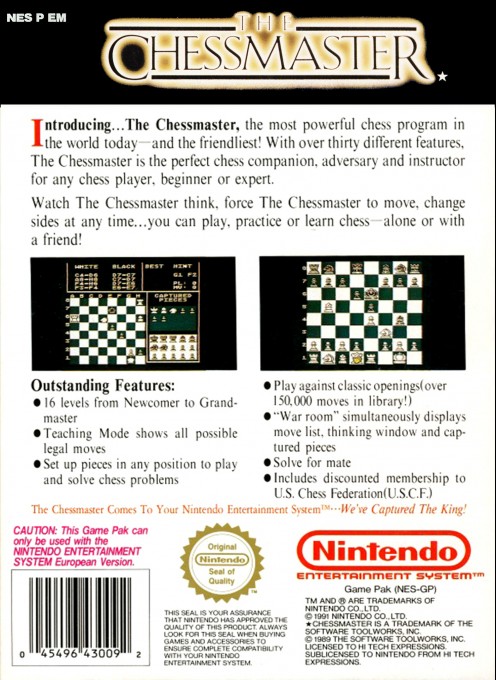 NES P EM
THE
CHESSMASTER
Introducing...The Chessmaster, the most powerful chess program in
the world today—and the friendliest! With over thirty different features,
The Chessmaster is the perfect chess companion, adversary and instructor
for any chess player, beginner or expert.
Watch The Chessmaster think, force The Chessmaster to move, change
sides at any time...you can play, practice or learn chess—alone or with
a friend!
WHITE BLACK BEST HINT
G1 F3
CAPTURED
PIECES
Outstanding Features:
● 16 levels from Newcomer to Grand-
master
● Teaching Mode shows all possible
legal moves
● Set up pieces in any position to play
and solve chess problems
● Play against classic openings(over
150,000 moves in library!)
● “War room” simultaneously displays
move list, thinking window and cap-
tured pieces
● Solve for mate
● Includes discounted membership to
U.S. Chess Federation(U.S.C.F.)
The Chessmaster Comes To Your Nintendo Entertainment System™...We've Captured The King!
CAUTION: This Game Pak can
only be used with the
NINTENDO ENTERTAINMENT
SYSTEM European Version.
0 45496 43009 2
Original
Nintendo
Seal of
Quality
TM
THIS SEAL IS YOUR ASSURANCE
THAT NINTENDO HAS APPROVED THE
QUALITY OF THIS PRODUCT. ALWAYS
LOOK FOR THIS SEAL WHEN BUYING
GAMES AND ACCESSORIES TO
ENSURE COMPLETE COMPATIBILITY
WITH YOUR NINTENDO
ENTERTAINMENT SYSTEM.
Nintendo®
ENTERTAINMENT SYSTEM™
Game Pak (NES-GP)
TM AND ® ARE TRADEMARKS OF
NINTENDO CO., LTD.
© 1991 NINTENDO CO., LTD.
★CHESSMASTER IS A TRADEMARK OF THE
SOFTWARE TOOLWORKS, INC.
© 1989 THE SOFTWARE TOOLWORKS, INC.
LICENSED TO HI TECH EXPRESSIONS.
SUBLICENSED TO NINTENDO FROM HI TECH
EXPRESSIONS.